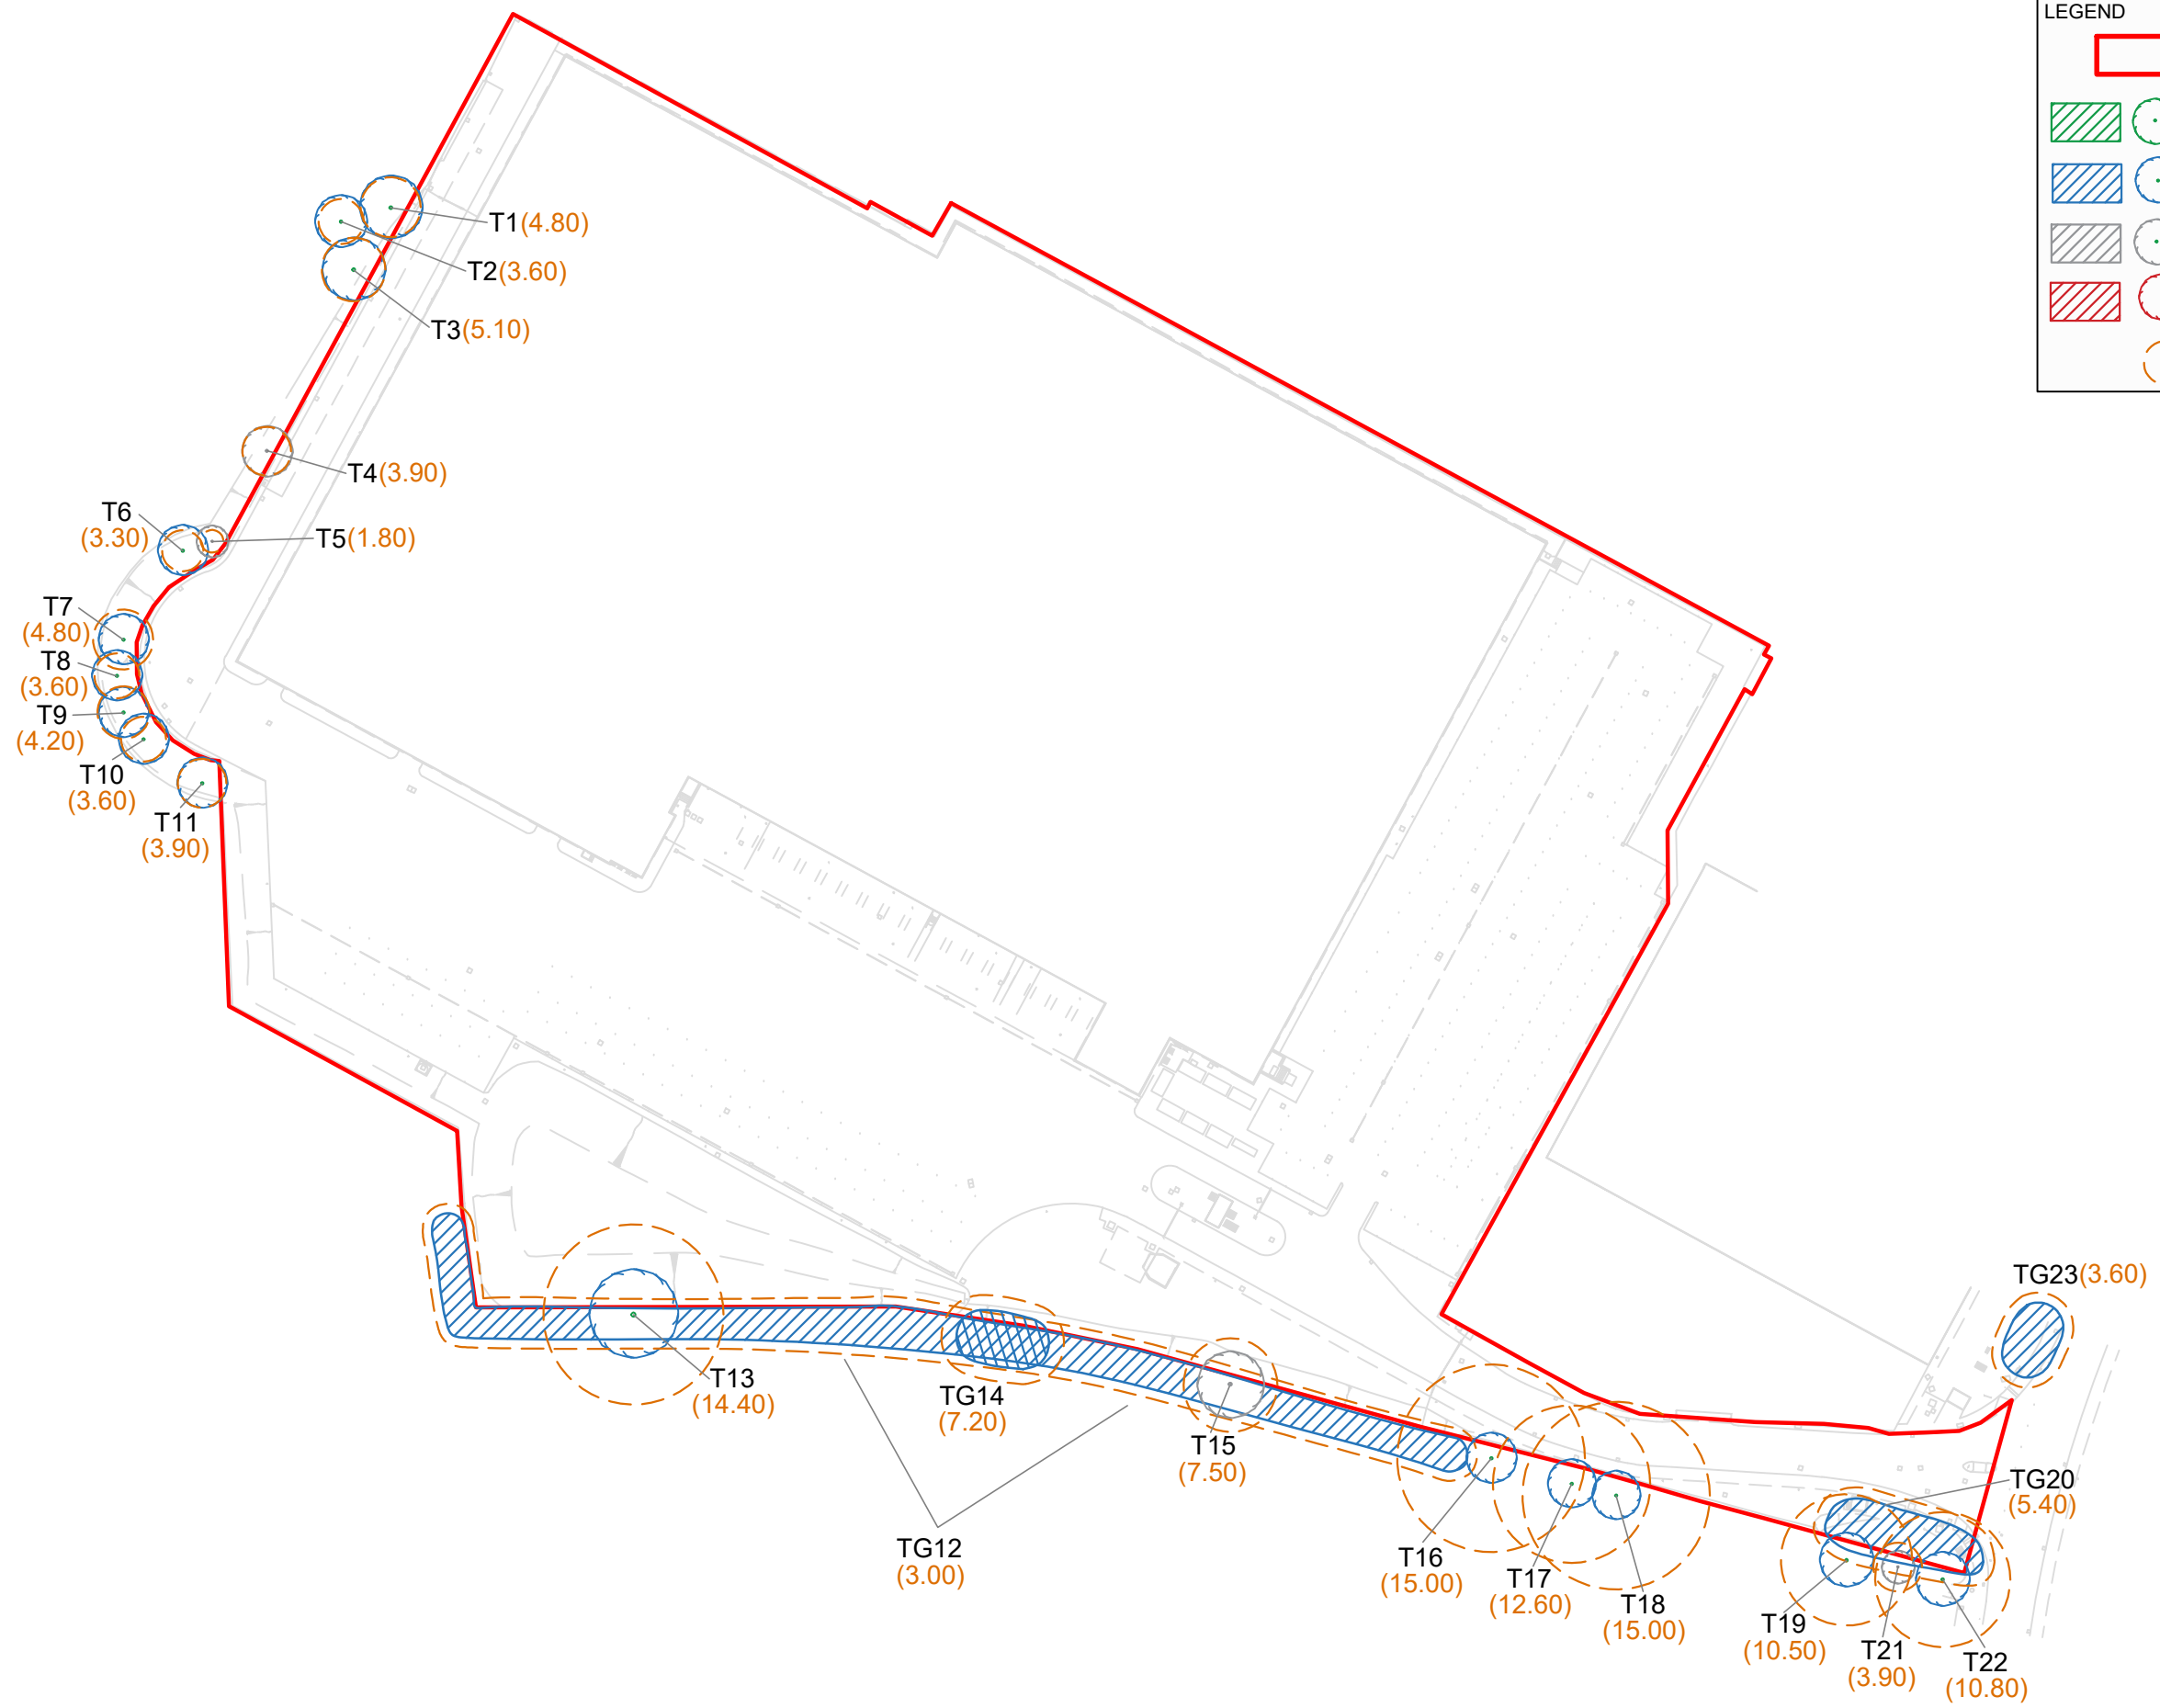 LEGEND
T1(4.80)
T2(3.60)
T3(5.10)
T4(3.90)
T6
(3.30)
T5(1.80)
T7
(4.80)
T8
(3.60)
T9
(4.20)
T10
(3.60)
T11
(3.90)
TG23(3.60)
T13
(14.40)
TG14
(7.20)
T15
(7.50)
TG12
(3.00)
T16
(15.00)
T17
(12.60)
T18
(15.00)
TG20
(5.40)
T19
(10.50)
T21
(3.90)
T22
(10.80)